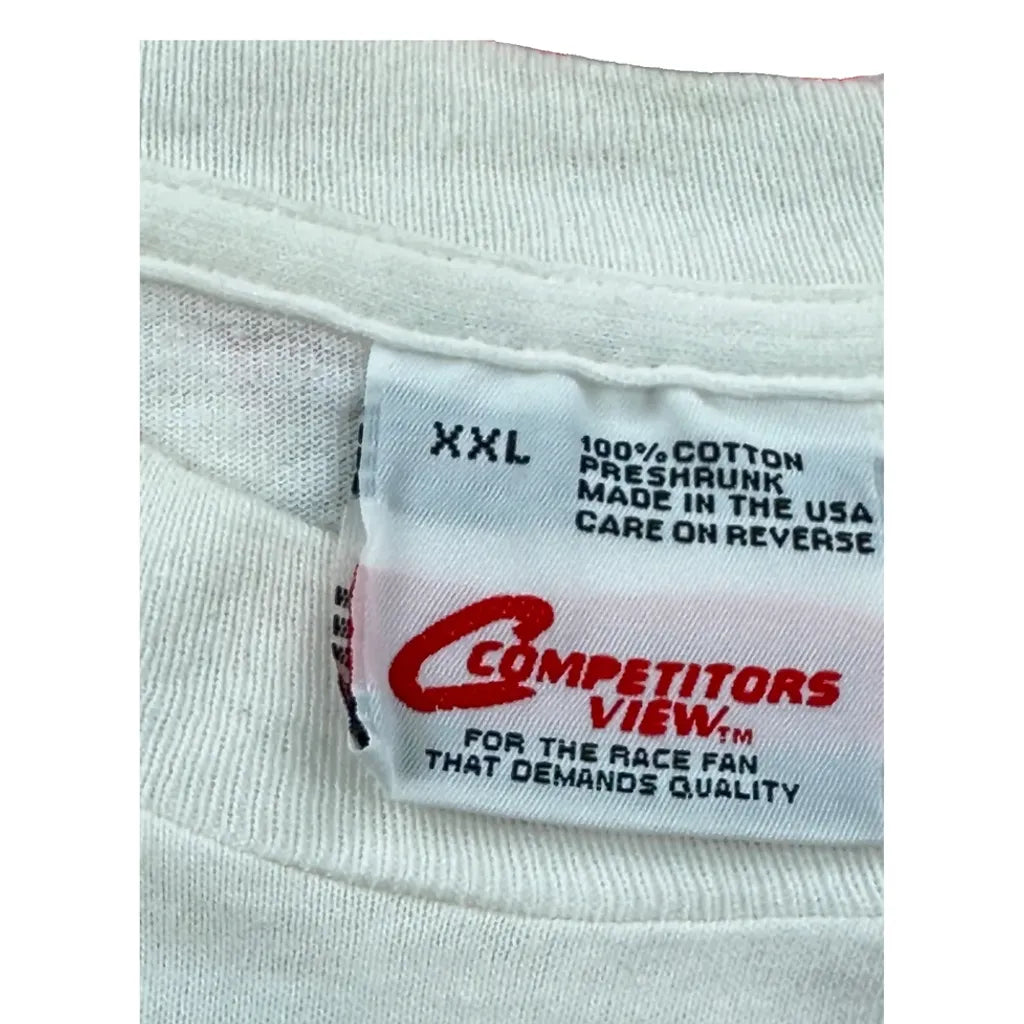 XXL
100% COTTON
PRESHRUNK
MADE IN THE USA
CARE ON REVERSE
COMPETITORS
VIEW™
FOR THE RACE FAN
THAT DEMANDS QUALITY